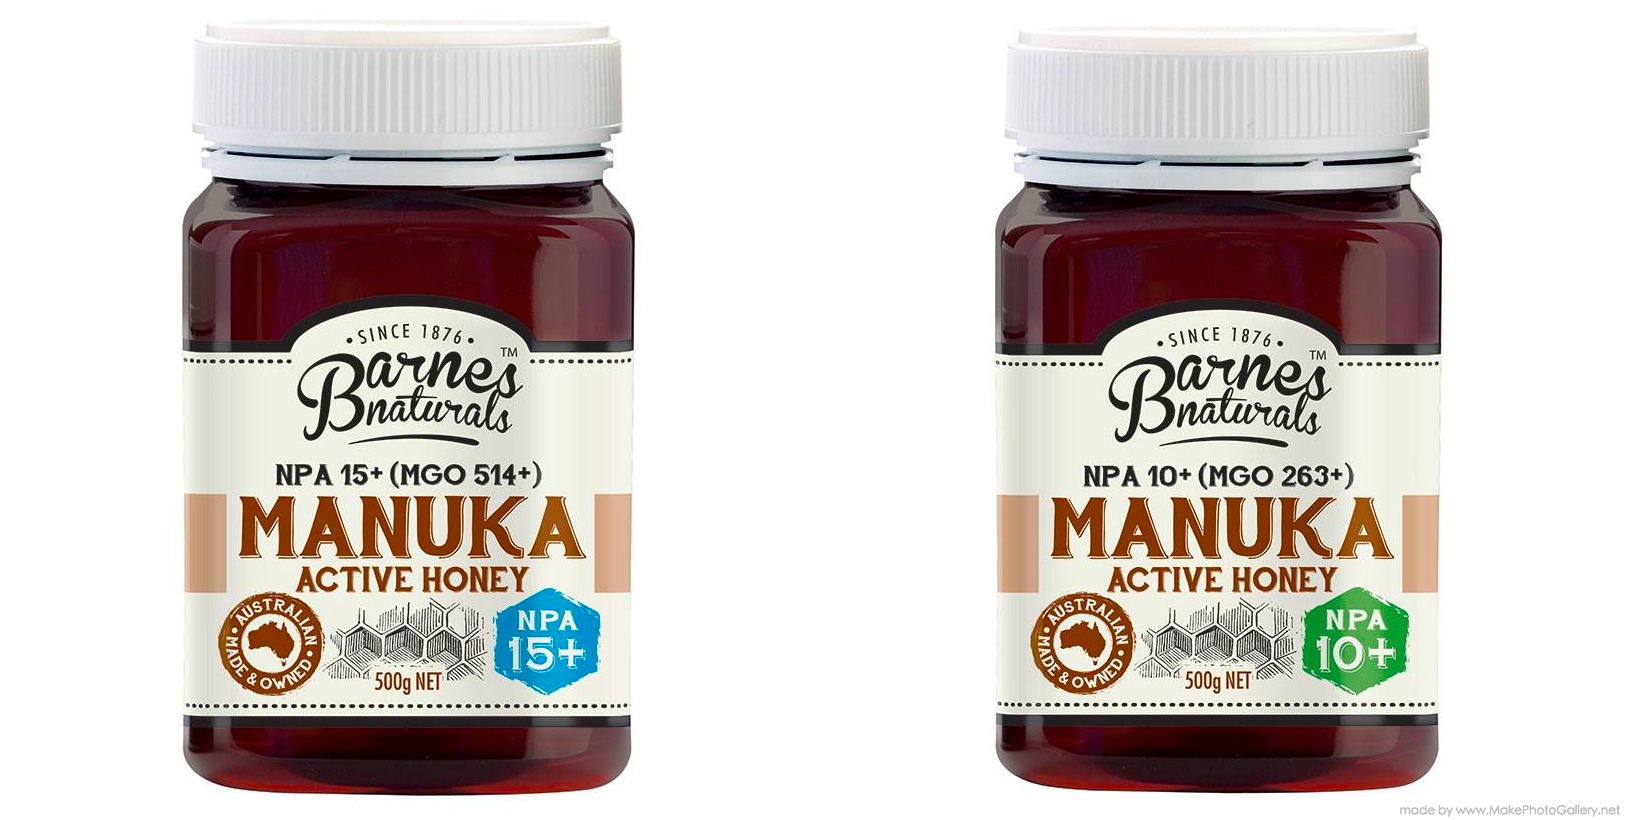 • SINCE 1876 •
Barnes TM
naturals
NPA 15+ (MGO 514+)
MANUKA
ACTIVE HONEY
• AUSTRALIAN •
MADE & OWNED
NPA
15+
500g NET
• SINCE 1876 •
Barnes TM
naturals
NPA 10+ (MGO 263+)
MANUKA
ACTIVE HONEY
• AUSTRALIAN •
MADE & OWNED
NPA
10+
500g NET
made by www.MakePhotoGallery.net